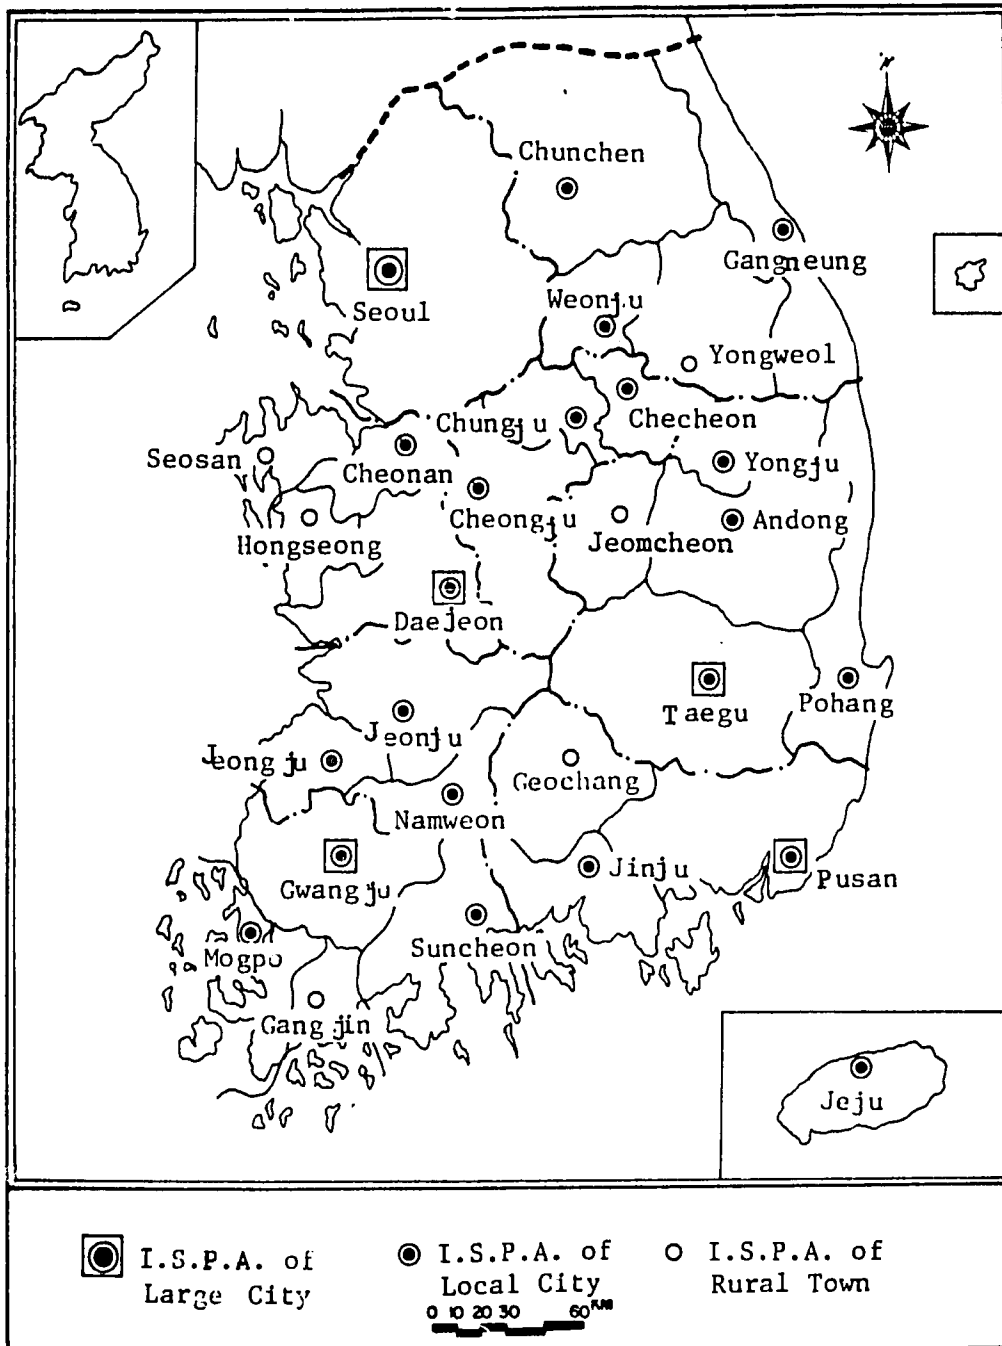 N
Chunchen
Gangneung
Seoul
Weonju
Yongweol
Chungju
Checheon
Seosan
Cheonan
Yongju
Cheongju
Andong
Hongseong
Jeomcheon
Daejeon
Taegu
Pohang
Jeonju
Jeongju
Geochang
Namweon
Gwangju
Jinju
Pusan
Mogpo
Suncheon
Gangjin
Jeju
I.S.P.A. of
Large City
I.S.P.A. of
Local City
I.S.P.A. of
Rural Town
0 10 20 30 60 KM